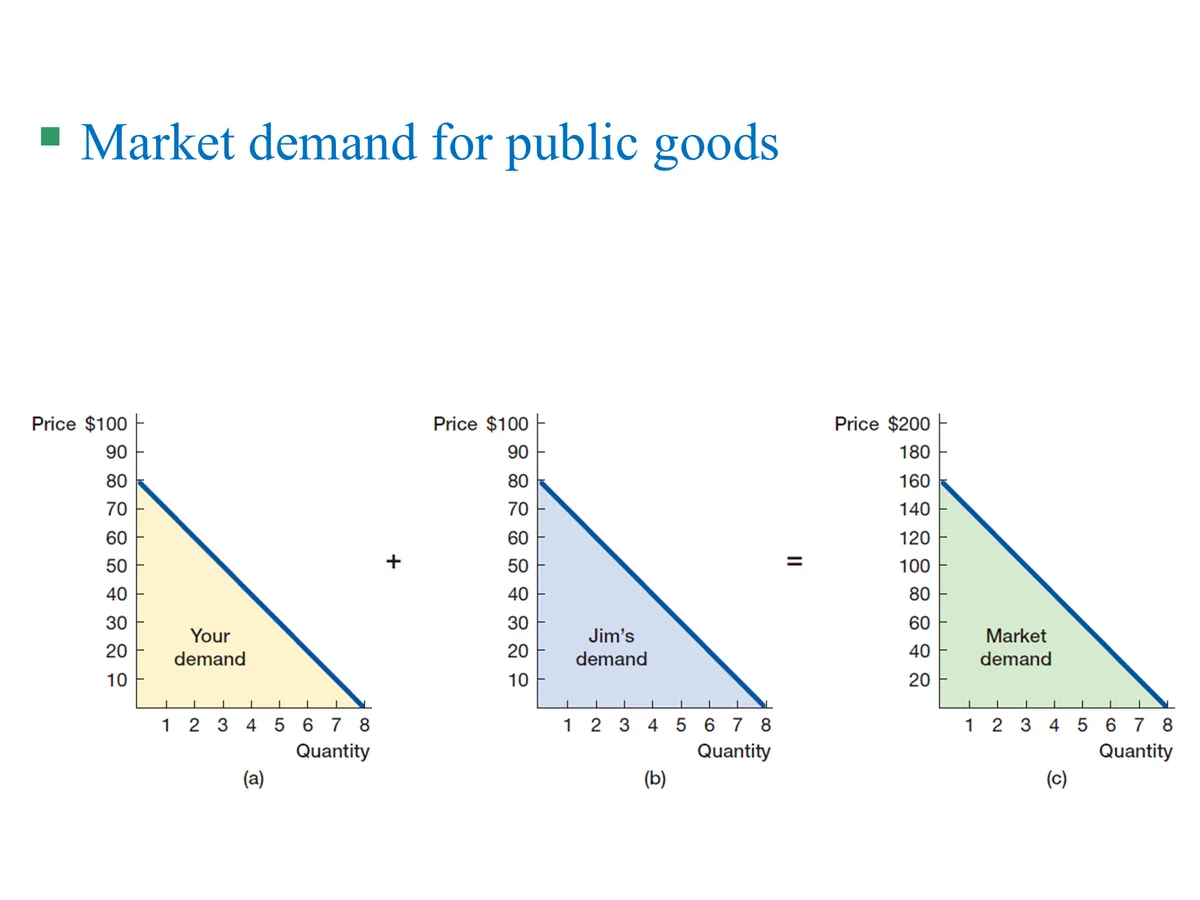 Market demand for public goods
Price $100
90
80
70
60
50
40
30
20
10
Your
demand
1 2 3 4 5 6 7 8
Quantity
(a)
+
Price $100
90
80
70
60
50
40
30
20
10
Jim's
demand
1 2 3 4 5 6 7 8
Quantity
(b)
=
Price $200
180
160
140
120
100
80
60
40
20
Market
demand
1 2 3 4 5 6 7 8
Quantity
(c)